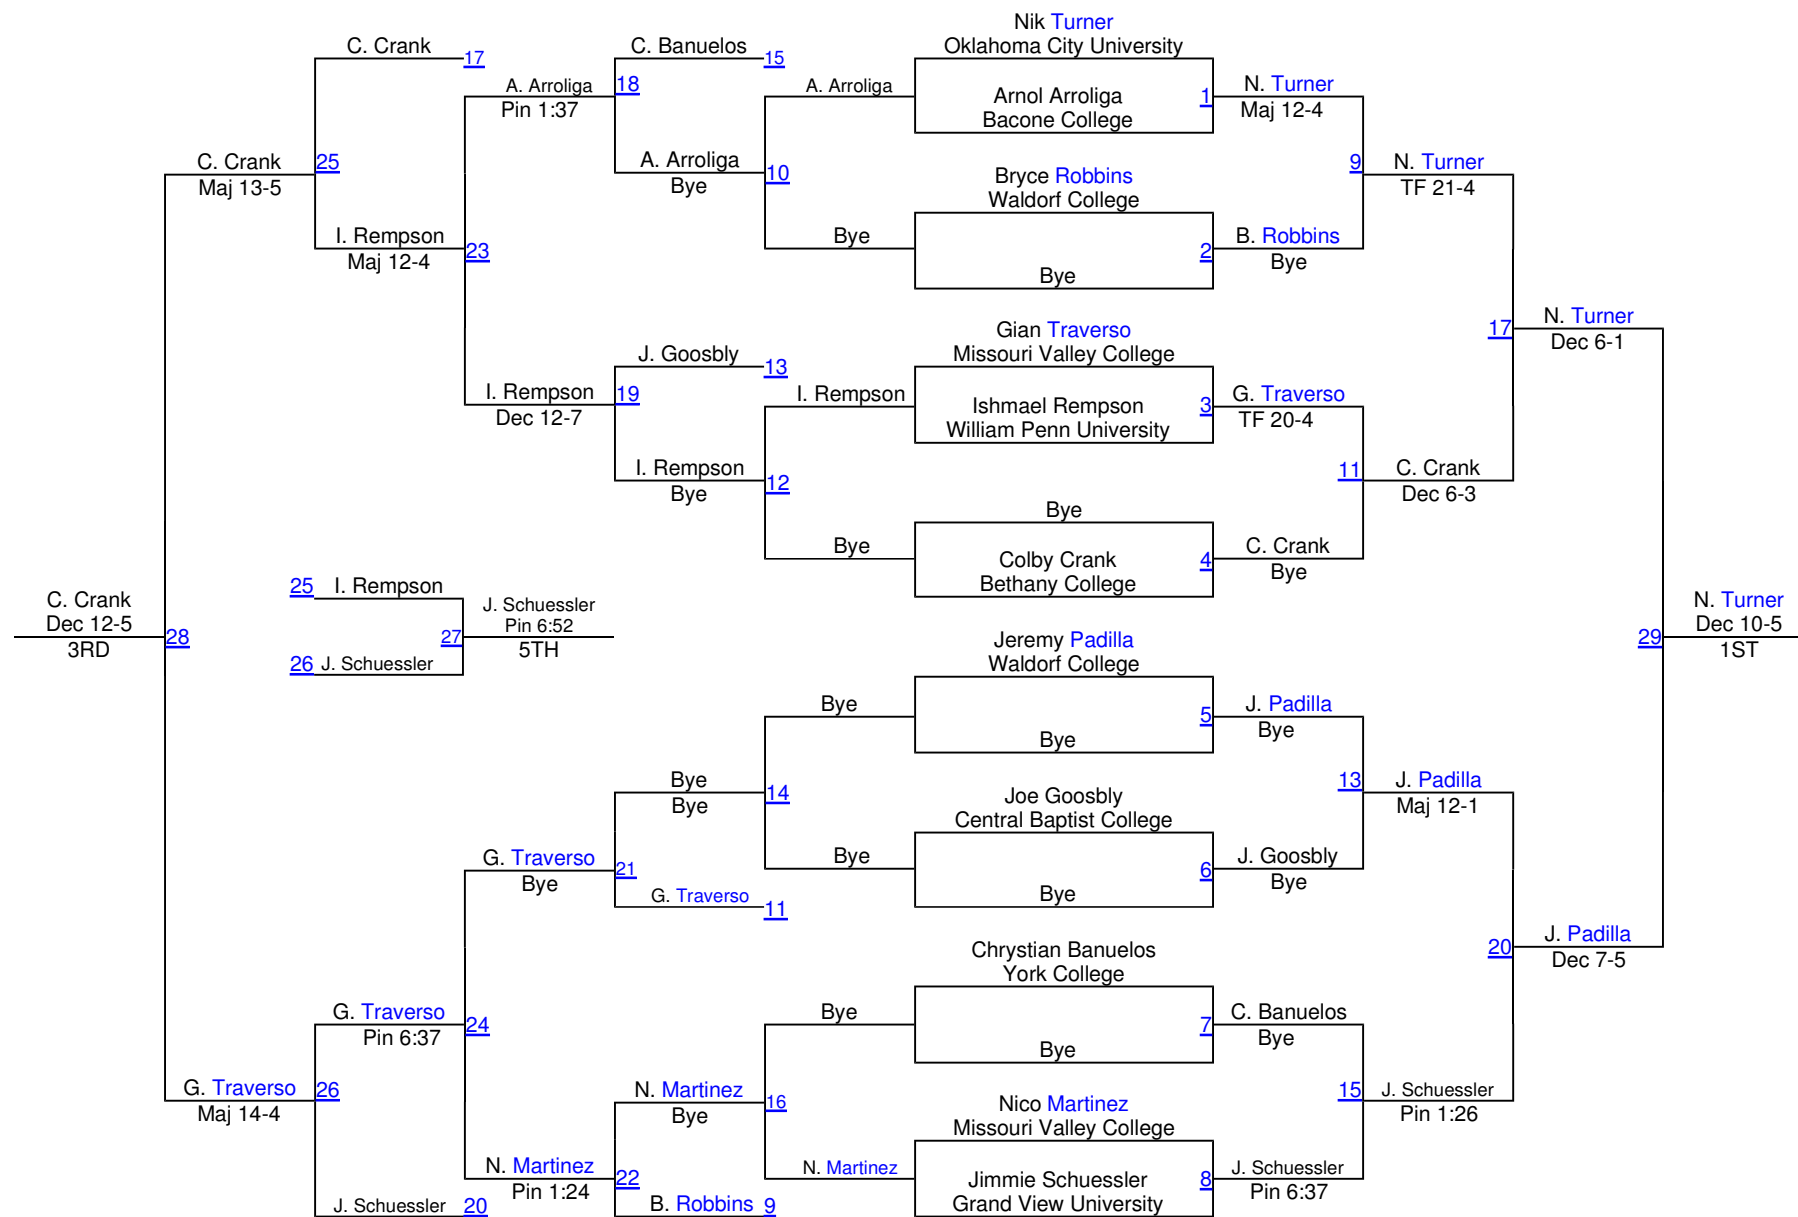 Nik Turner
C. Crank
C. Banuelos
Oklahoma City University
17
15
A. Arroliga
18
A. Arroliga
Arnol Arroliga
1
N. Turner
Pin 1:37
Bacone College
Maj 12-4
C. Crank
25
A. Arroliga
10
Bryce Robbins
9
N. Turner
Maj 13-5
Bye
Waldorf College
TF 21-4
I. Rempson
23
Bye
2
B. Robbins
Maj 12-4
Bye
Bye
Gian Traverso
17
N. Turner
J. Goosbly
13
Missouri Valley College
Dec 6-1
I. Rempson
19
I. Rempson
Ishmael Rempson
3
G. Traverso
Dec 12-7
William Penn University
TF 20-4
I. Rempson
12
11
C. Crank
Bye
Bye
Dec 6-3
Bye
Colby Crank
4
C. Crank
Bethany College
Bye
25
I. Rempson
C. Crank
J. Schuessler
N. Turner
Dec 12-5
Pin 6:52
Dec 10-5
28
27
Jeremy Padilla
29
3RD
5TH
1ST
26
J. Schuessler
Waldorf College
Bye
5
J. Padilla
Bye
Bye
Bye
14
Joe Goosbly
13
J. Padilla
Bye
Central Baptist College
Maj 12-1
G. Traverso
21
Bye
6
J. Goosbly
Bye
Bye
Bye
G. Traverso
11
Chrystian Banuelos
20
J. Padilla
York College
Dec 7-5
G. Traverso
24
Bye
7
C. Banuelos
Pin 6:37
Bye
Bye
G. Traverso
26
N. Martinez
16
Nico Martinez
15
J. Schuessler
Maj 14-4
Bye
Missouri Valley College
Pin 1:26
N. Martinez
22
N. Martinez
Jimmie Schuessler
8
J. Schuessler
Pin 1:24
Pin 6:37
J. Schuessler
20
B. Robbins
9
Grand View University